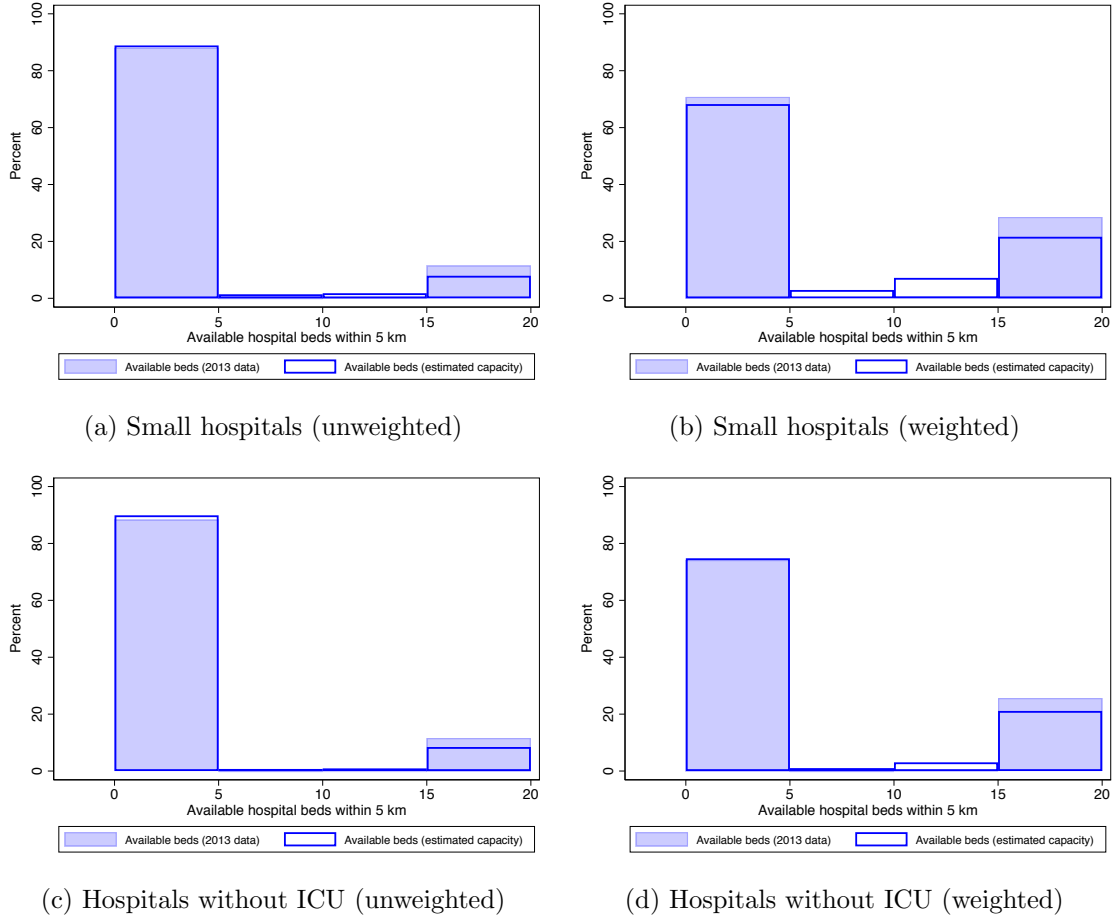 100
80
60
40
20
0
Percent
0 5 10 15 20
Available hospital beds within 5 km
Available beds (2013 data) Available beds (estimated capacity)
(a) Small hospitals (unweighted)
100
80
60
40
20
0
Percent
0 5 10 15 20
Available hospital beds within 5 km
Available beds (2013 data) Available beds (estimated capacity)
(b) Small hospitals (weighted)
100
80
60
40
20
0
Percent
0 5 10 15 20
Available hospital beds within 5 km
Available beds (2013 data) Available beds (estimated capacity)
(c) Hospitals without ICU (unweighted)
100
80
60
40
20
0
Percent
0 5 10 15 20
Available hospital beds within 5 km
Available beds (2013 data) Available beds (estimated capacity)
(d) Hospitals without ICU (weighted)